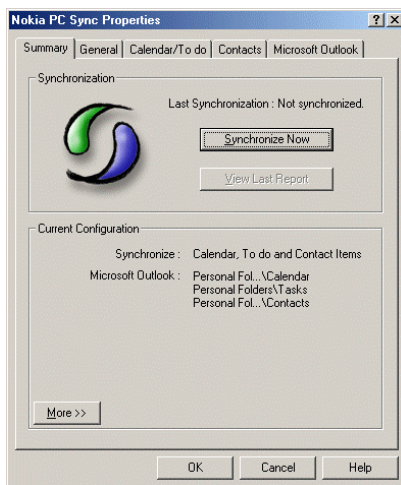 Nokia PC Sync Properties
Summary General Calendar/To do Contacts Microsoft Outlook
Synchronization
Last Synchronization : Not synchronized.
Synchronize Now
View Last Report
Current Configuration
Synchronize : Calendar, To do and Contact Items
Microsoft Outlook : Personal Fol...\Calendar
Personal Folders\Tasks
Personal Fol...\Contacts
More >>
OK Cancel Help